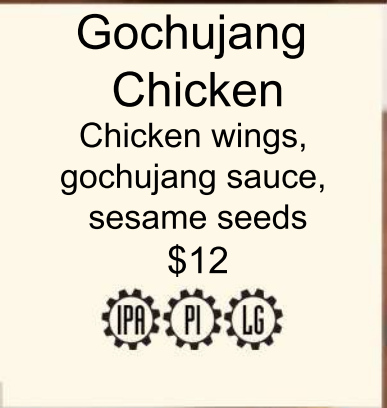 Gochujang
Chicken
Chicken wings,
gochujang sauce,
sesame seeds
$12
IPA PI LG